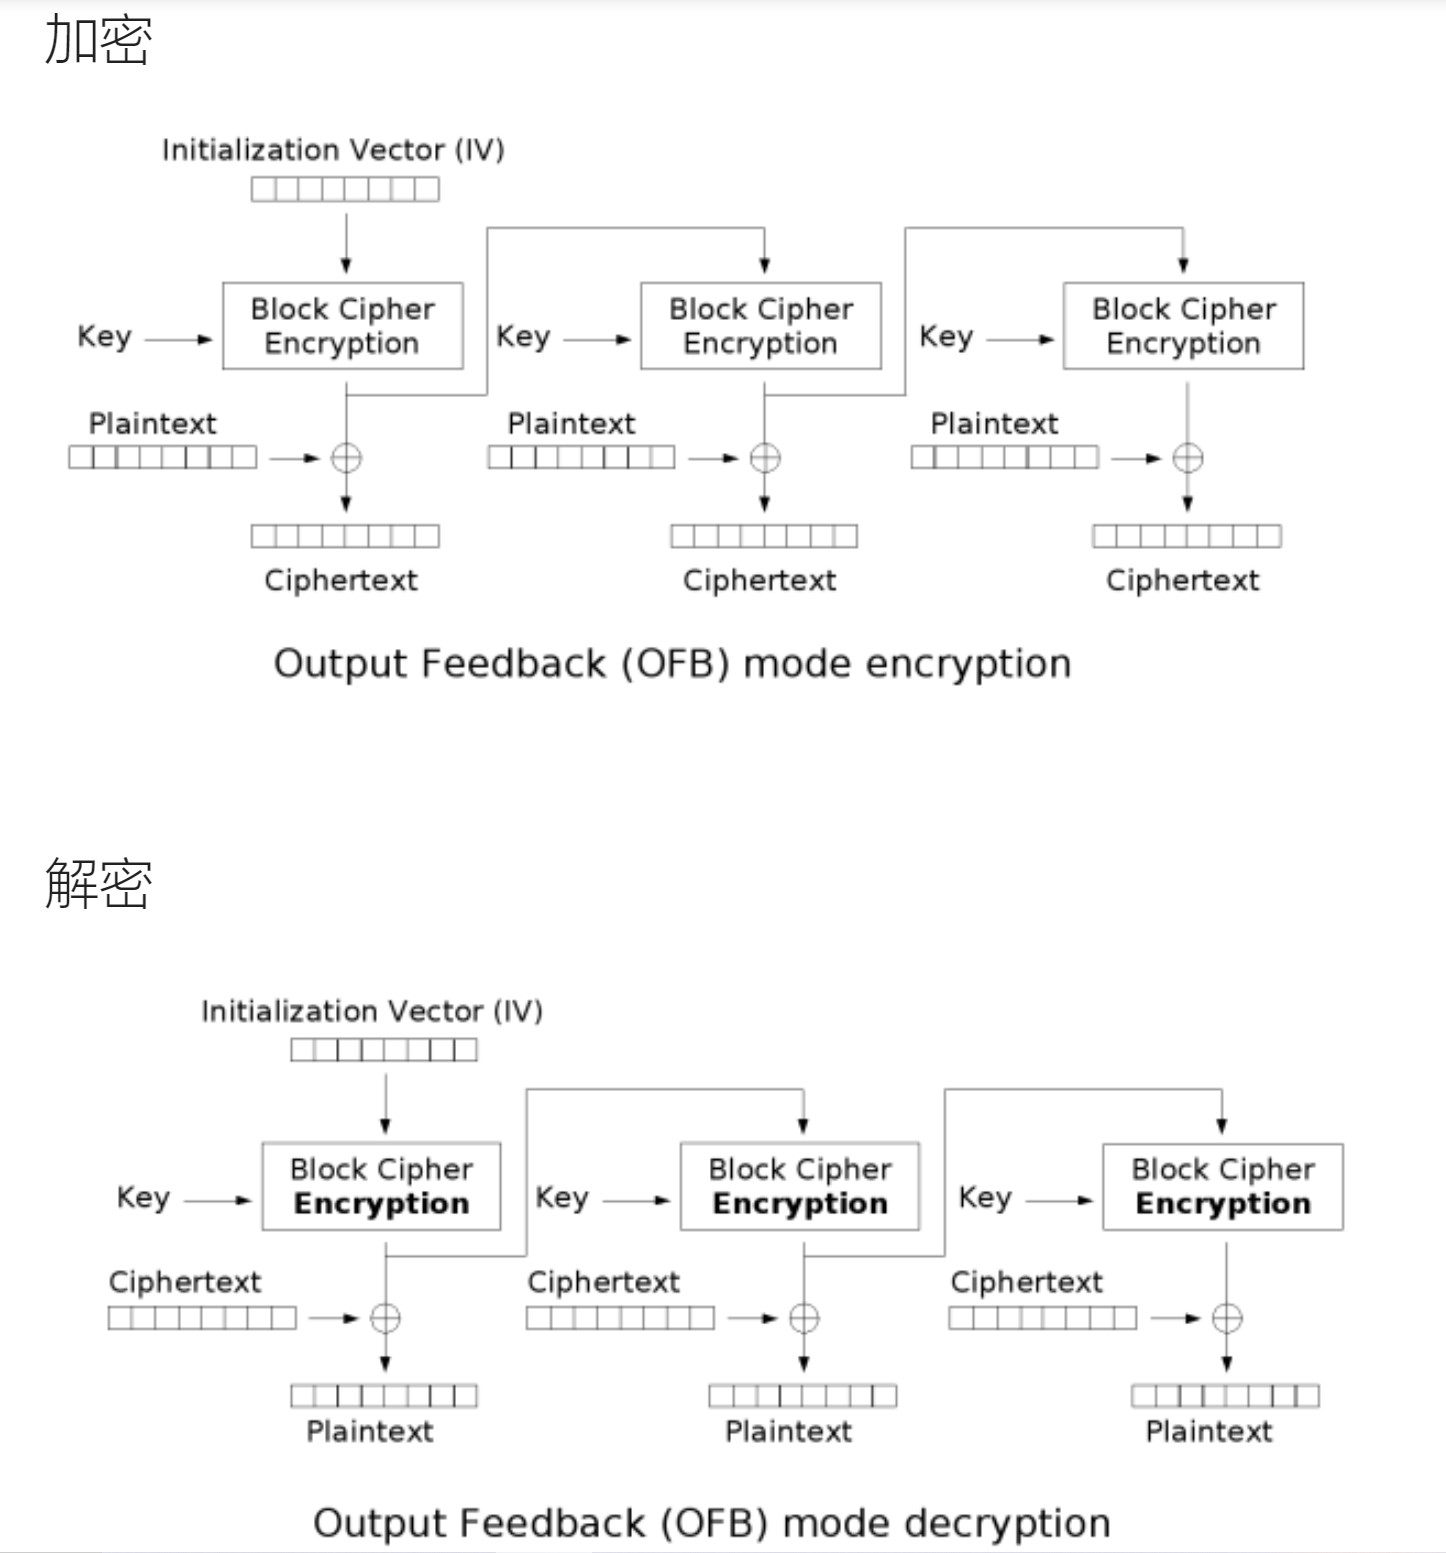 加密
Initialization Vector (IV)
Block Cipher
Encryption
Key
Block Cipher
Encryption
Key
Block Cipher
Encryption
Key
Plaintext
Plaintext
Plaintext
Ciphertext
Ciphertext
Ciphertext
Output Feedback (OFB) mode encryption
解密
Initialization Vector (IV)
Block Cipher
Encryption
Key
Block Cipher
Encryption
Key
Block Cipher
Encryption
Key
Ciphertext
Ciphertext
Ciphertext
Plaintext
Plaintext
Plaintext
Output Feedback (OFB) mode decryption